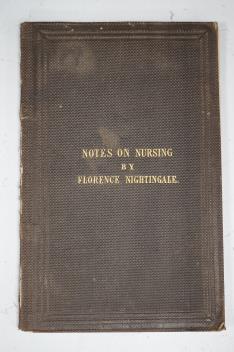 NOTES ON NURSING
BY
FLORENCE NIGHTINGALE.